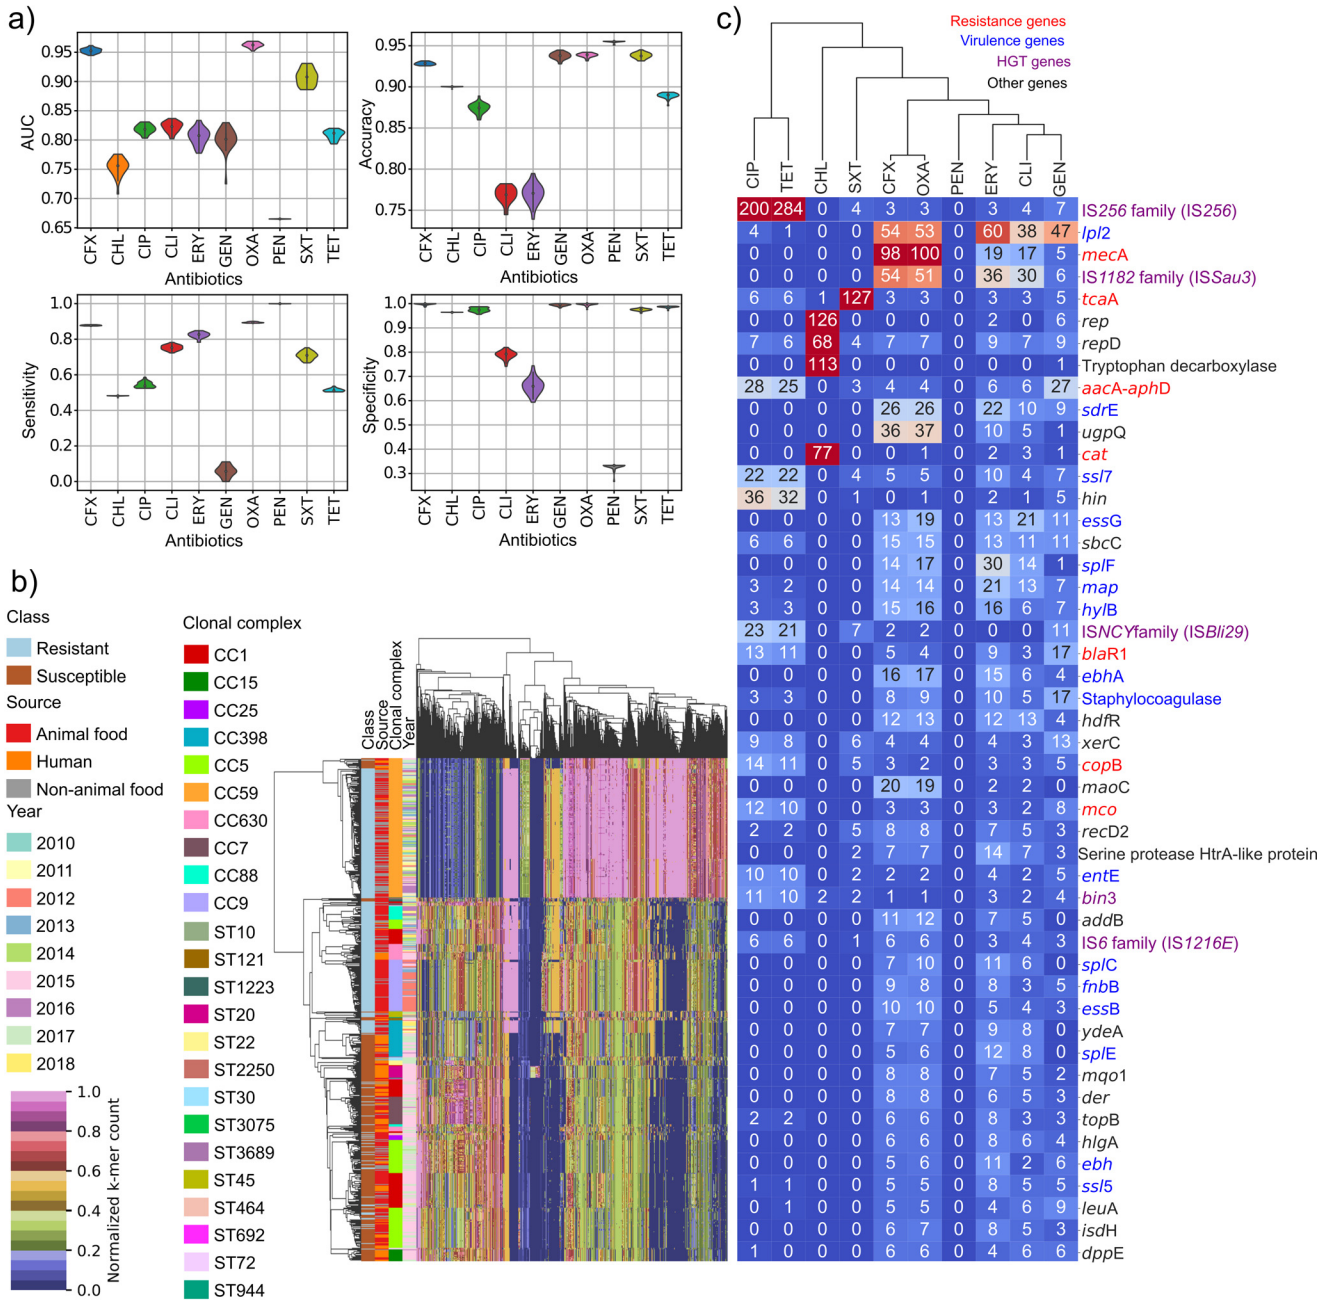 a)
0.95
0.90
0.85
0.80
0.75
0.70
0.65
AUC
CFX CHL CIP CLI ERY GEN OXA PEN SXT TET
Antibiotics
0.95
0.90
0.85
0.80
0.75
Accuracy
CFX CHL CIP CLI ERY GEN OXA PEN SXT TET
Antibiotics
1.0
0.8
0.6
0.4
0.2
0.0
Sensitivity
CFX CHL CIP CLI ERY GEN OXA PEN SXT TET
Antibiotics
1.0
0.9
0.8
0.7
0.6
0.5
0.4
0.3
Specificity
CFX CHL CIP CLI ERY GEN OXA PEN SXT TET
Antibiotics
b)
Class
Resistant
Susceptible
Source
Animal food
Human
Non-animal food
Year
2010
2011
2012
2013
2014
2015
2016
2017
2018
1.0
0.8
0.6
0.4
0.2
0.0
Normalized k-mer count
Clonal complex
CC1
CC15
CC25
CC398
CC5
CC59
CC630
CC7
CC88
CC9
ST10
ST121
ST1223
ST20
ST22
ST2250
ST30
ST3075
ST3689
ST45
ST464
ST692
ST72
ST944
Class
Source
Clonal complex
Year
c)
Resistance genes
Virulence genes
HGT genes
Other genes
CIP TET CHL SXT CFX OXA PEN ERY CLI GEN
200 284 0 4 3 3 0 3 4 7 IS256 family (IS256)
4 1 0 0 54 53 0 60 38 47 lpl2
0 0 0 0 98 100 0 19 17 5 mecA
0 0 0 0 54 51 0 36 30 6 IS1182 family (ISSau3)
6 6 1 127 3 3 0 3 3 5 tcaA
0 0 126 0 0 0 0 2 0 6 rep
7 6 68 4 7 7 0 9 7 9 repD
0 0 113 0 0 0 0 0 0 1 Tryptophan decarboxylase
28 25 0 3 4 4 0 6 6 27 aacA-aphD
0 0 0 0 26 26 0 22 10 9 sdrE
0 0 0 0 36 37 0 10 5 1 ugpQ
0 0 77 0 0 1 0 2 3 1 cat
22 22 0 4 5 5 0 10 4 7 ssl7
36 32 0 1 0 1 0 2 1 5 hin
0 0 0 0 13 19 0 13 21 11 essG
6 6 0 0 15 15 0 13 11 11 sbcC
0 0 0 0 14 17 0 30 14 1 splF
3 2 0 0 14 14 0 21 13 7 map
3 3 0 0 15 16 0 16 6 7 hylB
23 21 0 7 2 2 0 0 0 11 ISNCYfamily (ISBli29)
13 11 0 0 5 4 0 9 3 17 blaR1
0 0 0 0 16 17 0 15 6 4 ebhA
3 3 0 0 8 9 0 10 5 17 Staphylocoagulase
0 0 0 0 12 13 0 12 13 4 hdfR
9 8 0 6 4 4 0 4 3 13 xerC
14 11 0 5 3 2 0 3 3 5 copB
0 0 0 0 20 19 0 2 2 0 maoC
12 10 0 0 3 3 0 3 2 8 mco
2 2 0 5 8 8 0 7 5 3 recD2
0 0 0 2 7 7 0 14 7 3 Serine protease HtrA-like protein
10 10 0 2 2 2 0 4 2 5 entE
11 10 2 2 1 1 0 3 2 4 bin3
0 0 0 0 11 12 0 7 5 0 addB
6 6 0 1 6 6 0 3 4 3 IS6 family (IS1216E)
0 0 0 0 7 10 0 11 6 0 splC
0 0 0 0 9 8 0 8 3 5 fnbB
0 0 0 0 10 10 0 5 4 3 essB
0 0 0 0 7 7 0 9 8 0 ydeA
0 0 0 0 5 6 0 12 8 0 splE
0 0 0 0 8 8 0 7 5 2 mqo1
0 0 0 0 8 8 0 6 5 3 der
2 2 0 0 6 6 0 8 3 3 topB
0 0 0 0 6 6 0 8 6 4 hlgA
0 0 0 0 5 6 0 11 2 6 ebh
1 1 0 0 5 6 0 8 5 5 ssl5
0 1 0 0 5 5 0 4 6 9 leuA
0 0 0 0 6 7 0 8 5 3 isdH
1 0 0 0 6 6 0 4 6 6 dppE